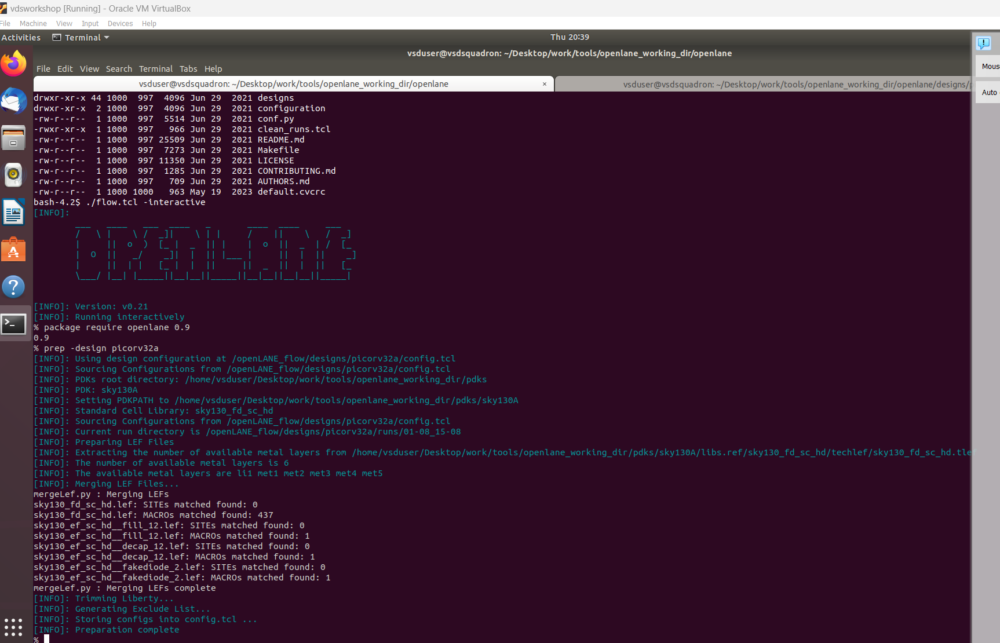 vdsworkshop [Running] - Oracle VM VirtualBox
File Machine View Input Devices Help
Activities Terminal Thu 20:39
vsduser@vsdsquadron: ~/Desktop/work/tools/openlane_working_dir/openlane
File Edit View Search Terminal Tabs Help
vsduser@vsdsquadron: ~/Desktop/work/tools/openlane_working_dir/openlane × vsduser@vsdsquadron: ~/Desktop/work/tools/openlane_working_dir/openlane/designs/p
Mous
Auto
drwxr-xr-x 44 1000  997  4096 Jun 29  2021 designs
drwxr-xr-x  2 1000  997  4096 Jun 29  2021 configuration
-rw-r--r--  1 1000  997  5514 Jun 29  2021 conf.py
-rwxr-xr-x  1 1000  997   966 Jun 29  2021 clean_runs.tcl
-rw-r--r--  1 1000  997 25509 Jun 29  2021 README.md
-rw-r--r--  1 1000  997  7273 Jun 29  2021 Makefile
-rw-r--r--  1 1000  997 11350 Jun 29  2021 LICENSE
-rw-r--r--  1 1000  997  1285 Jun 29  2021 CONTRIBUTING.md
-rw-r--r--  1 1000  997   709 Jun 29  2021 AUTHORS.md
-rw-r--r--  1 1000 1000   963 May 19  2023 default.cvcrc
bash-4.2$ ./flow.tcl -interactive
[INFO]:
OPENLANE
[INFO]: Version: v0.21
[INFO]: Running interactively
% package require openlane 0.9
0.9
% prep -design picorv32a
[INFO]: Using design configuration at /openLANE_flow/designs/picorv32a/config.tcl
[INFO]: Sourcing Configurations from /openLANE_flow/designs/picorv32a/config.tcl
[INFO]: PDKs root directory: /home/vsduser/Desktop/work/tools/openlane_working_dir/pdks
[INFO]: PDK: sky130A
[INFO]: Setting PDKPATH to /home/vsduser/Desktop/work/tools/openlane_working_dir/pdks/sky130A
[INFO]: Standard Cell Library: sky130_fd_sc_hd
[INFO]: Sourcing Configurations from /openLANE_flow/designs/picorv32a/config.tcl
[INFO]: Current run directory is /openLANE_flow/designs/picorv32a/runs/01-08_15-08
[INFO]: Preparing LEF Files
[INFO]: Extracting the number of available metal layers from /home/vsduser/Desktop/work/tools/openlane_working_dir/pdks/sky130A/libs.ref/sky130_fd_sc_hd/techlef/sky130_fd_sc_hd.tlef
[INFO]: The number of available metal layers is 6
[INFO]: The available metal layers are li1 met1 met2 met3 met4 met5
[INFO]: Merging LEF Files...
mergeLef.py : Merging LEFs
sky130_fd_sc_hd.lef: SITEs matched found: 0
sky130_fd_sc_hd.lef: MACROs matched found: 437
sky130_ef_sc_hd__fill_12.lef: SITEs matched found: 0
sky130_ef_sc_hd__fill_12.lef: MACROs matched found: 1
sky130_ef_sc_hd__decap_12.lef: SITEs matched found: 0
sky130_ef_sc_hd__decap_12.lef: MACROs matched found: 1
sky130_ef_sc_hd__fakediode_2.lef: SITEs matched found: 0
sky130_ef_sc_hd__fakediode_2.lef: MACROs matched found: 1
mergeLef.py : Merging LEFs complete
[INFO]: Trimming Liberty...
[INFO]: Generating Exclude List...
[INFO]: Storing configs into config.tcl ...
[INFO]: Preparation complete
%